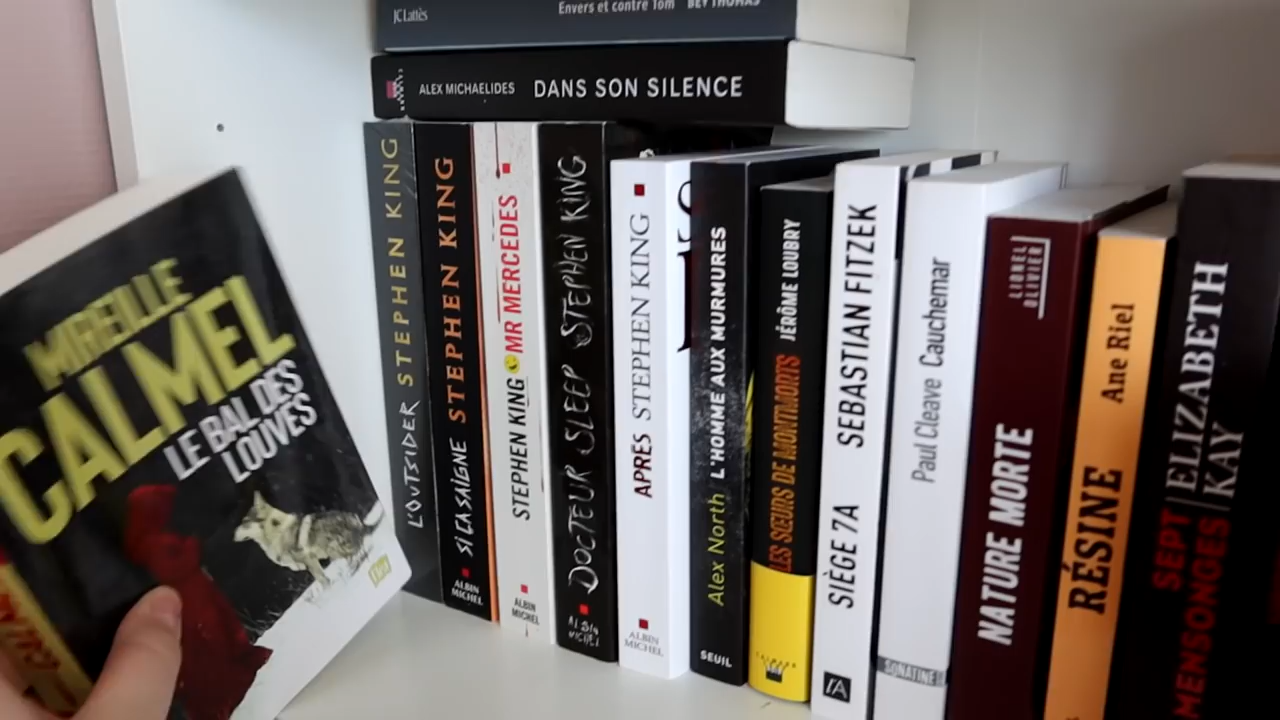 JC Lattès
Envers et contre Tom BEV THOMAS
ALEX MICHAELIDES DANS SON SILENCE
MIREILLE
CALMEL
LE BAL DES
LOUVES
L'OUTSIDER STEPHEN KING
SI ÇA SAIGNE STEPHEN KING
ALBIN
MICHEL
STEPHEN KING MR MERCEDES
ALBIN
MICHEL
DOCTEUR SLEEP STEPHEN KING
ALBIN
MICHEL
APRÈS STEPHEN KING
ALBIN
MICHEL
Alex North L'HOMME AUX MURMURES
SEUIL
LES SŒURS DE MONTMORTS JÉRÔME LOUBRY
SIÈGE 7A SEBASTIAN FITZEK
Paul Cleave Cauchemar
SONATINE
NATURE MORTE
LIONEL
OLIVIER
RÉSINE Ane Riel
SEPT
MENSONGES
ELIZABETH
KAY